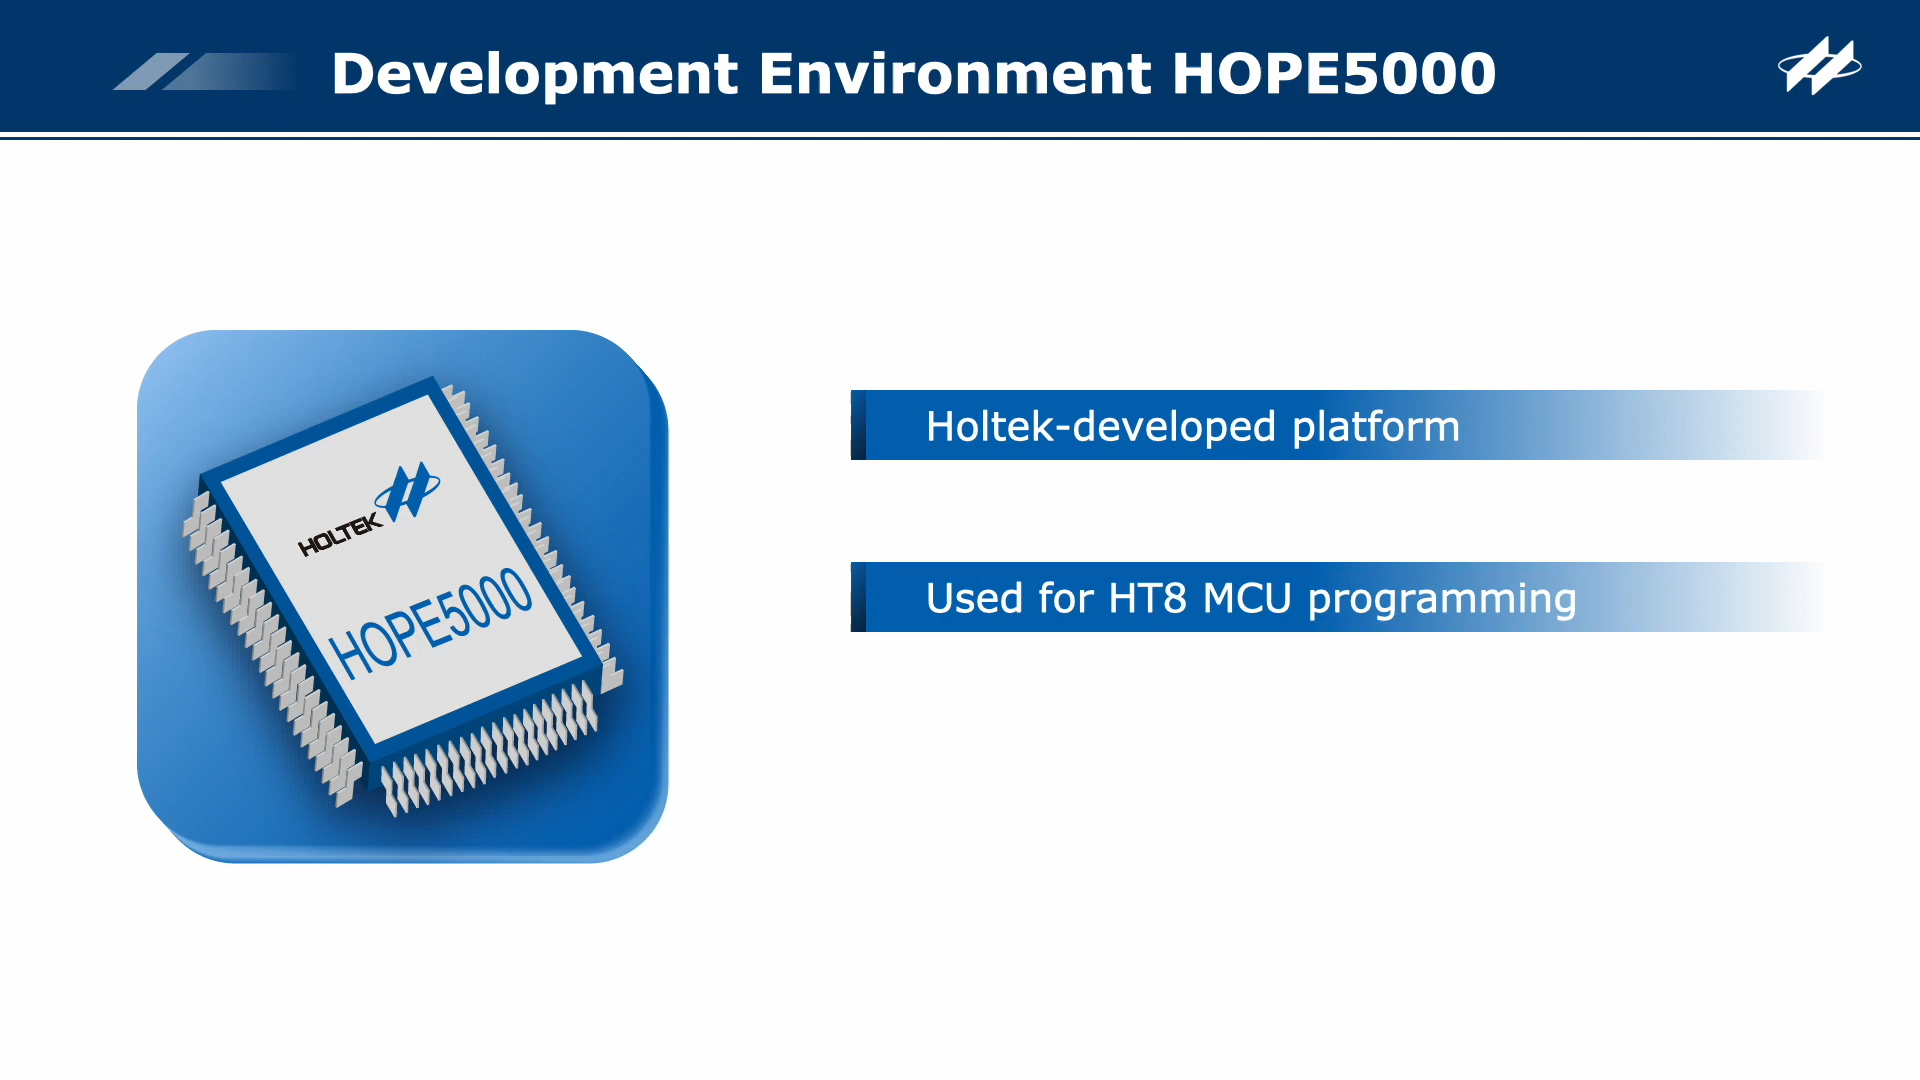 Development Environment HOPE5000
HOLTEK
HOPE5000
Holtek-developed platform
Used for HT8 MCU programming